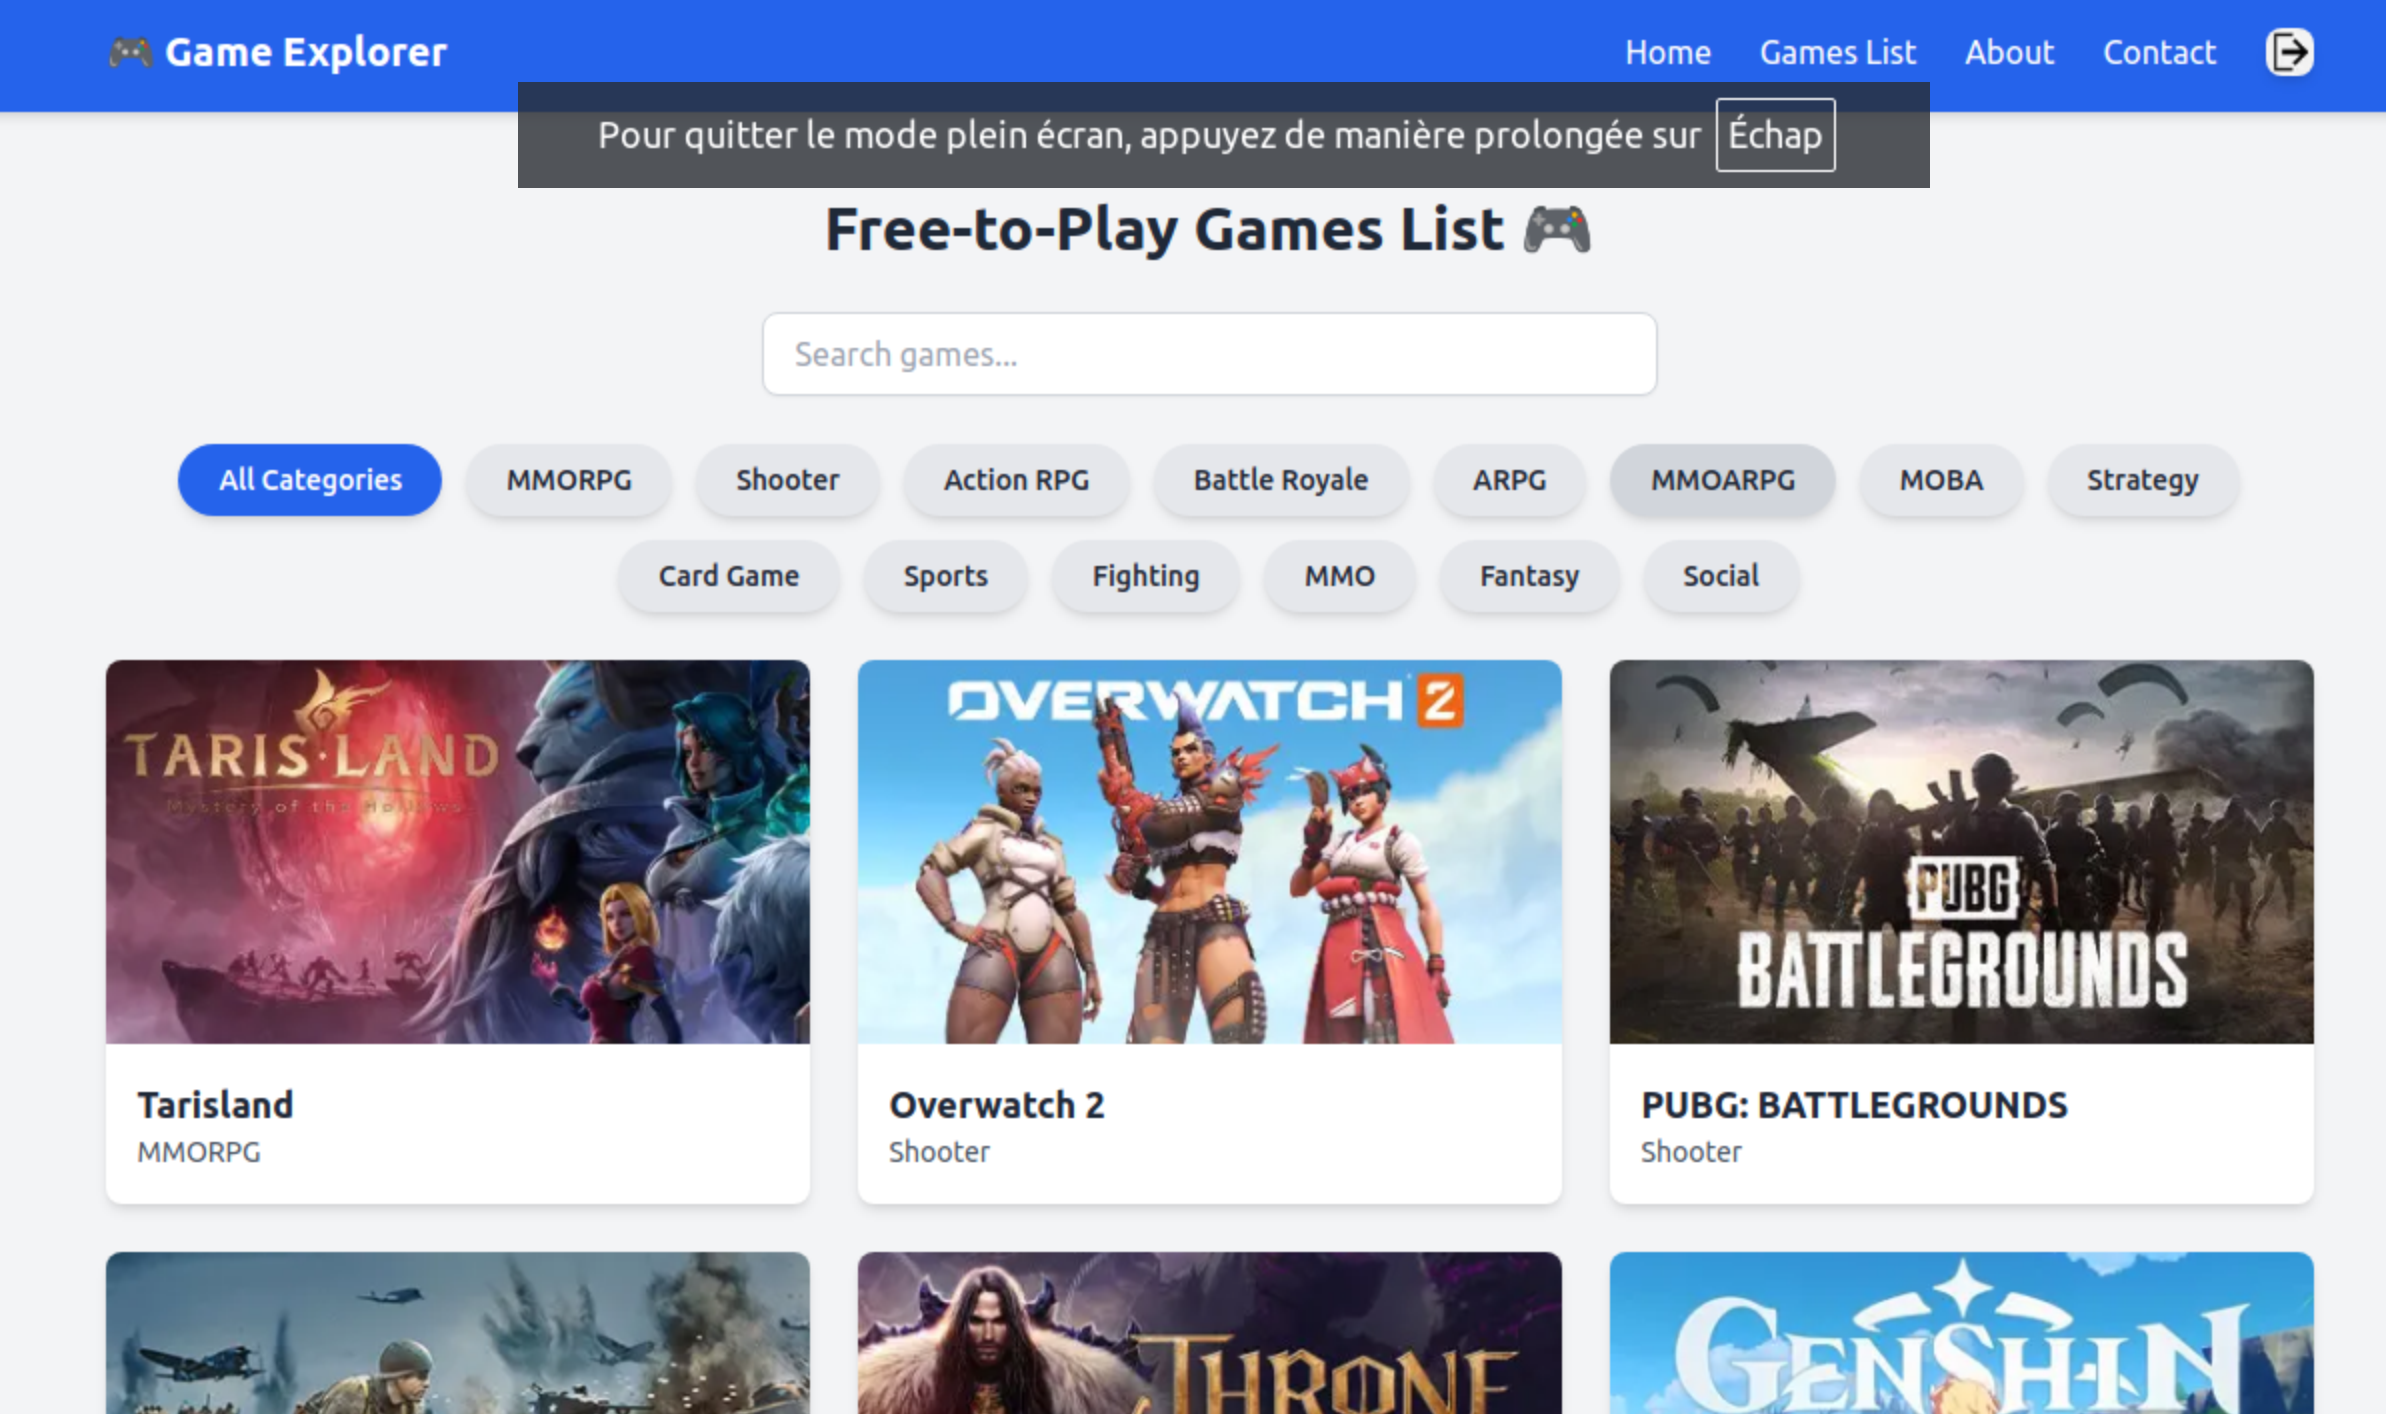 🎮 Game Explorer
Home Games List About Contact
Pour quitter le mode plein écran, appuyez de manière prolongée sur Échap
Free-to-Play Games List 🎮
Search games...
All Categories MMORPG Shooter Action RPG Battle Royale ARPG MMOARPG MOBA Strategy
Card Game Sports Fighting MMO Fantasy Social
TARIS·LAND
Mystery of the Hollows
OVERWATCH 2
PUBG
BATTLEGROUNDS
Tarisland
MMORPG
Overwatch 2
Shooter
PUBG: BATTLEGROUNDS
Shooter
THRONE
GENSHIN